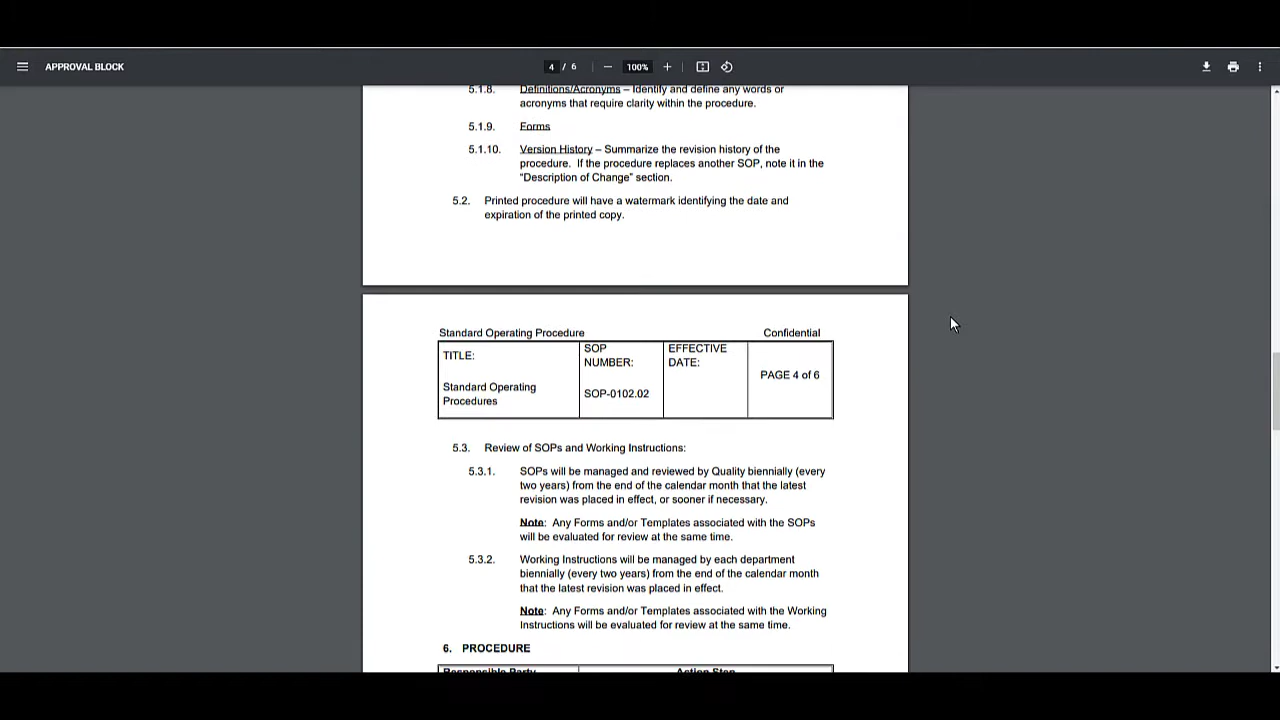 APPROVAL BLOCK
4 / 6
100%
5.1.8. Definitions/Acronyms – Identify and define any words or
acronyms that require clarity within the procedure.
5.1.9. Forms
5.1.10. Version History – Summarize the revision history of the
procedure. If the procedure replaces another SOP, note it in the
"Description of Change" section.
5.2. Printed procedure will have a watermark identifying the date and
expiration of the printed copy.
Standard Operating Procedure Confidential
TITLE:
Standard Operating
Procedures
SOP
NUMBER:
SOP-0102.02
EFFECTIVE
DATE:
PAGE 4 of 6
5.3. Review of SOPs and Working Instructions:
5.3.1. SOPs will be managed and reviewed by Quality biennially (every
two years) from the end of the calendar month that the latest
revision was placed in effect, or sooner if necessary.
Note: Any Forms and/or Templates associated with the SOPs
will be evaluated for review at the same time.
5.3.2. Working Instructions will be managed by each department
biennially (every two years) from the end of the calendar month
that the latest revision was placed in effect.
Note: Any Forms and/or Templates associated with the Working
Instructions will be evaluated for review at the same time.
6. PROCEDURE
Responsible Party Action Step